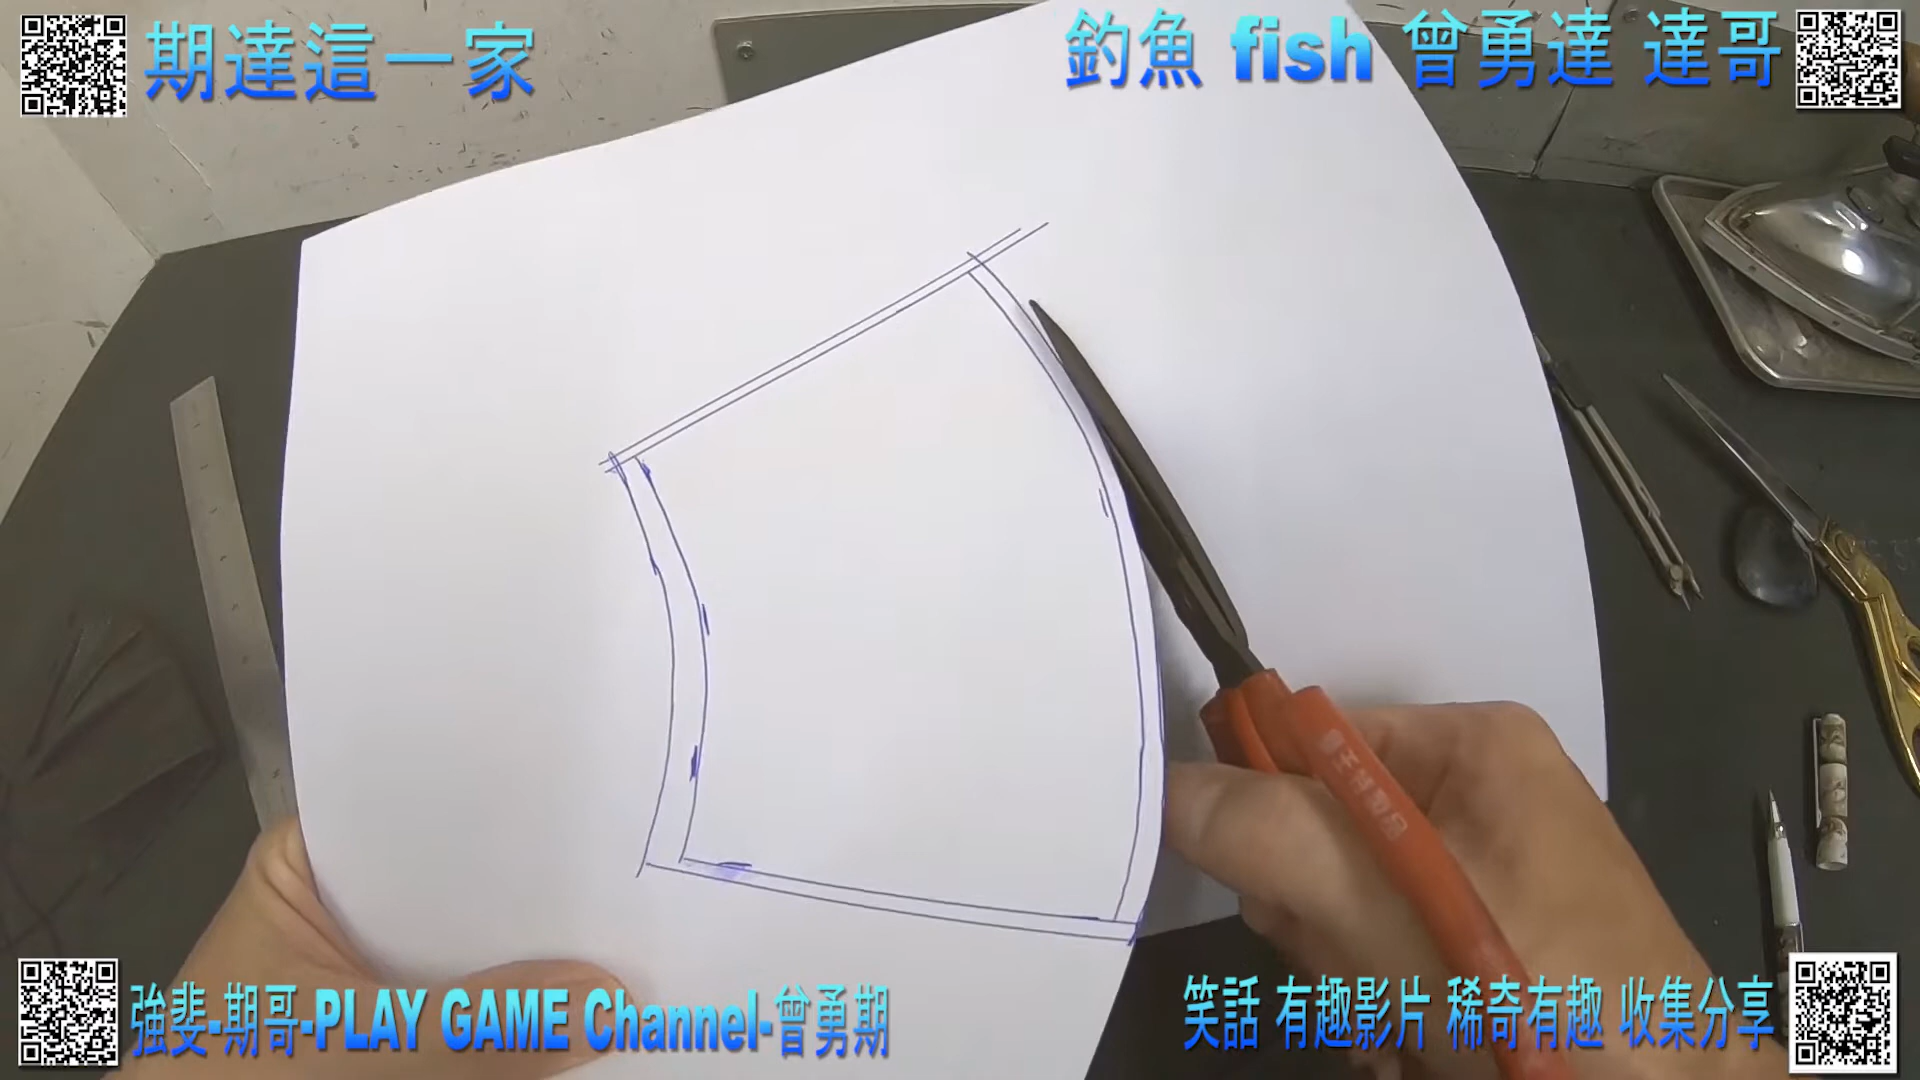 期達這一家
釣魚 fish 曾勇達 達哥
強斐-期哥-PLAY GAME Channel-曾勇期
笑話 有趣影片 稀奇有趣 收集分享